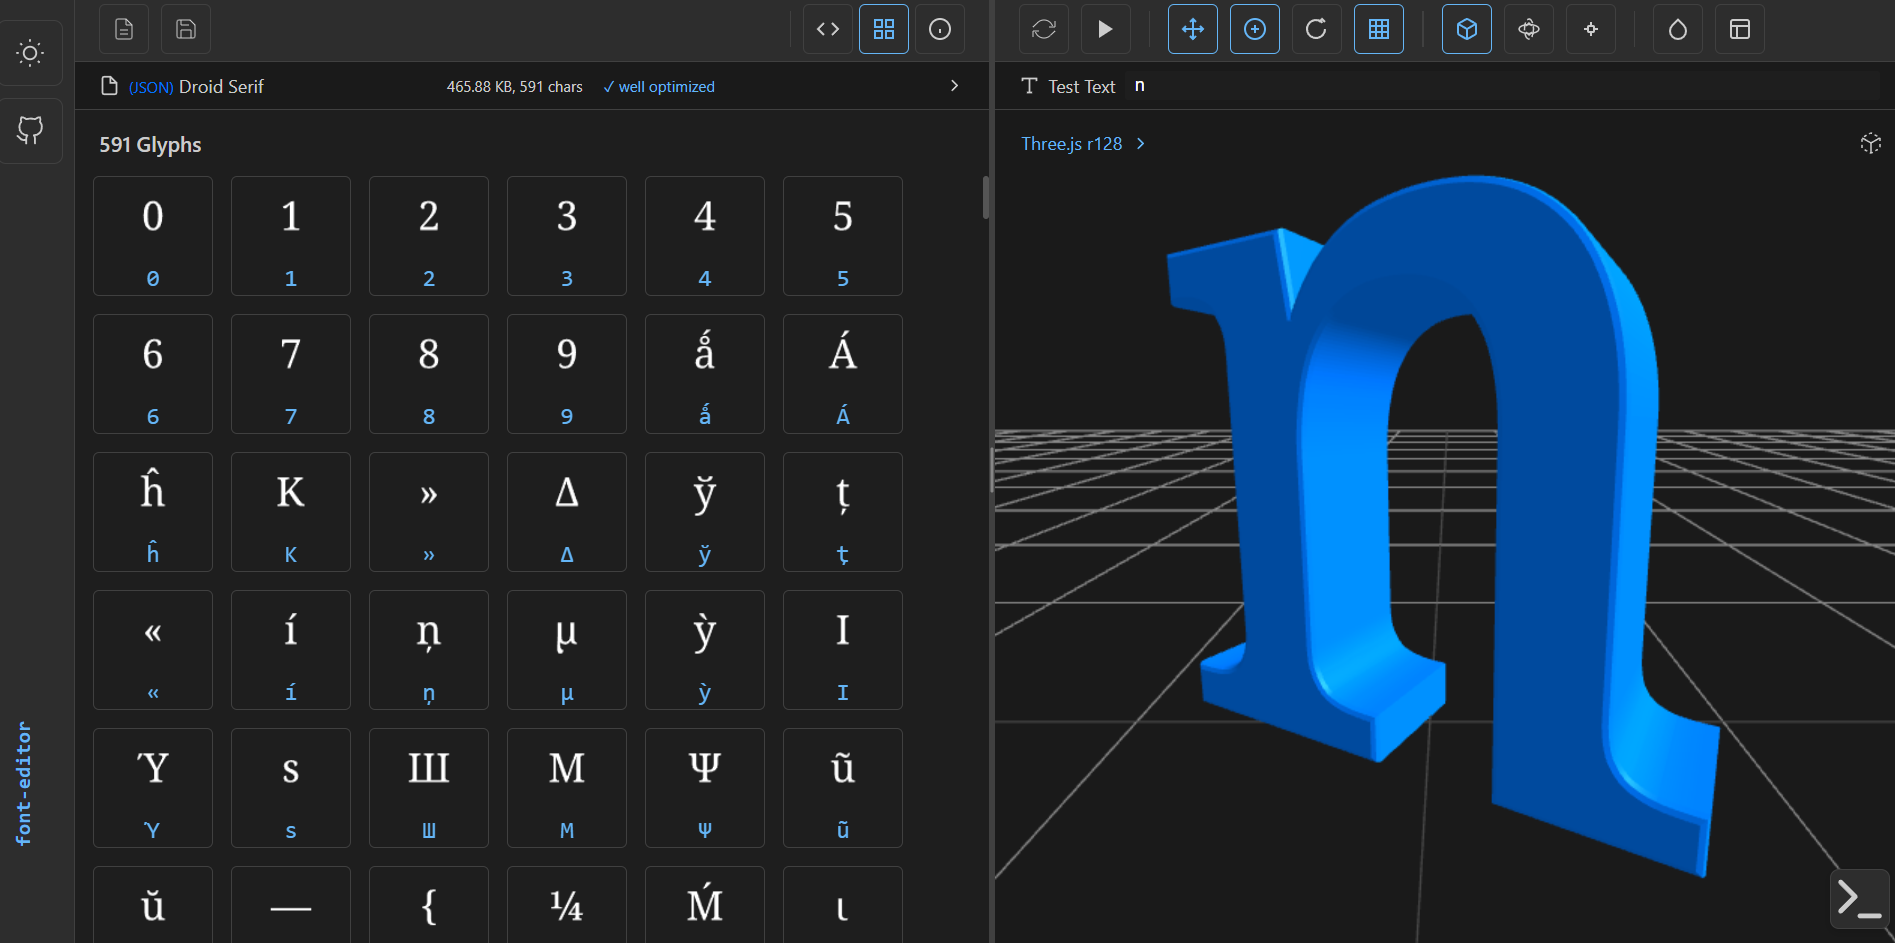 (JSON) Droid Serif 465.88 KB, 591 chars ✓ well optimized
T Test Text n
591 Glyphs
Three.js r128
0 1 2 3 4 5
0 1 2 3 4 5
6 7 8 9 ǻ Á
6 7 8 9 ǻ Á
ĥ K » Δ ў ț
ĥ K » Δ ў ț
« í ņ μ ỳ I
« í ņ μ ỳ I
Ύ s Ш M Ψ ũ
Ύ s Ш M Ψ ũ
ŭ — { ¼ Ḿ ι
n
font-editor